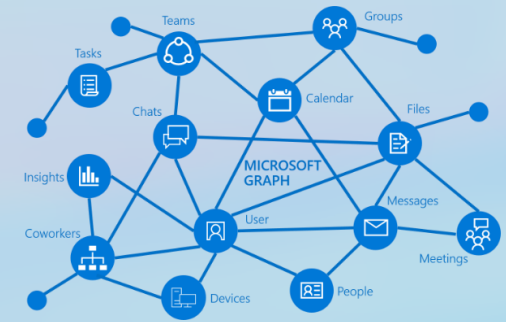 Teams
Groups
Tasks
Calendar
Chats
Files
MICROSOFT
GRAPH
Insights
Messages
User
Coworkers
Meetings
Devices
People